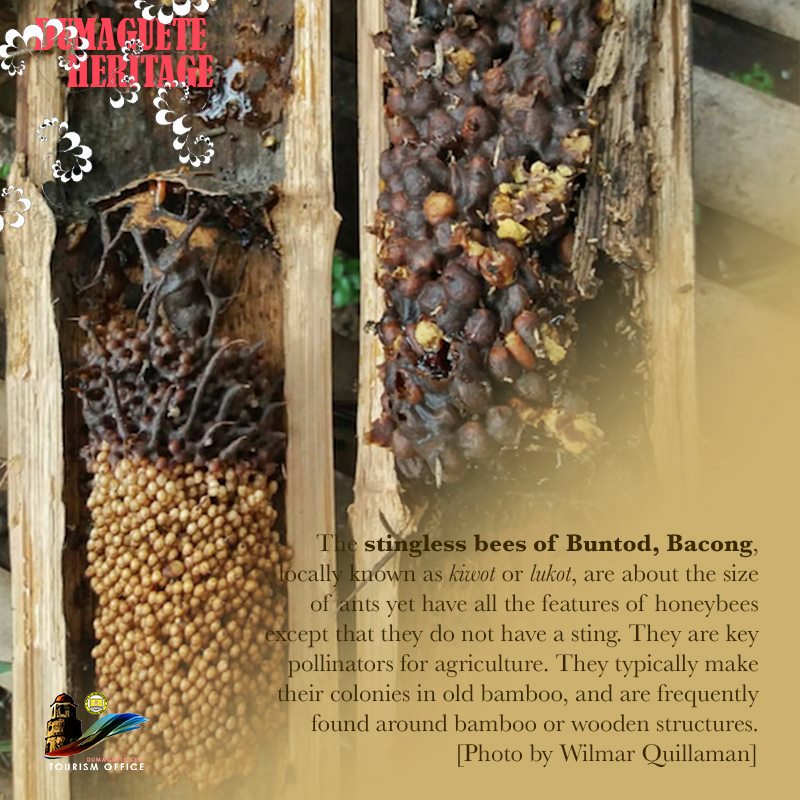 DUMAGUETE
HERITAGE
The stingless bees of Buntod, Bacong,
locally known as kiwot or lukot, are about the size
of ants yet have all the features of honeybees
except that they do not have a sting. They are key
pollinators for agriculture. They typically make
their colonies in old bamboo, and are frequently
found around bamboo or wooden structures.
[Photo by Wilmar Quillaman]
DUMAGUETE CITY
TOURISM OFFICE